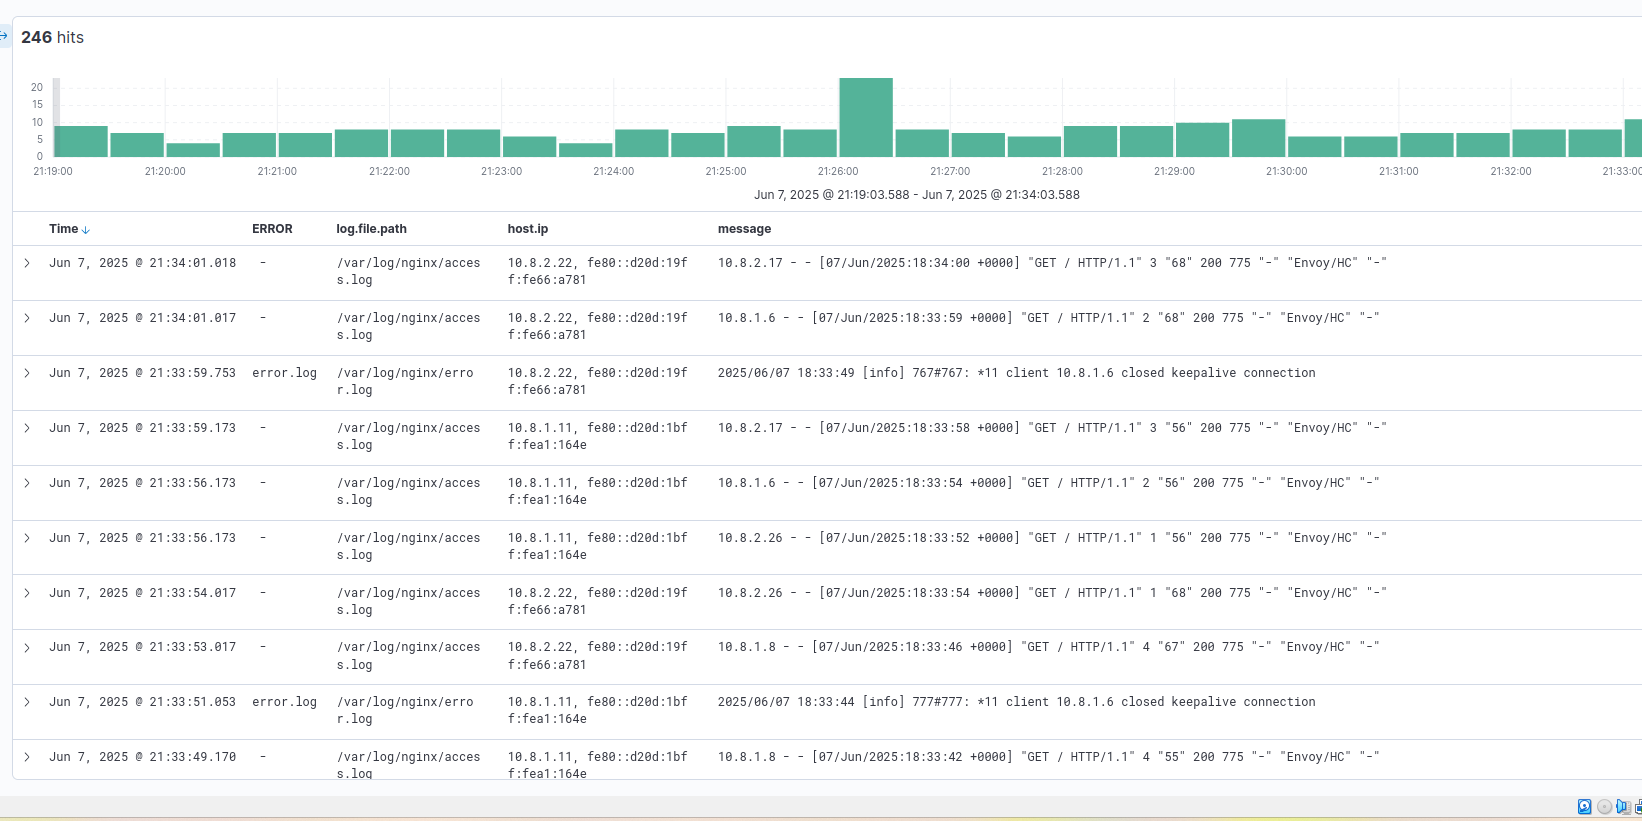 246 hits
20
15
10
5
0
21:19:00 21:20:00 21:21:00 21:22:00 21:23:00 21:24:00 21:25:00 21:26:00 21:27:00 21:28:00 21:29:00 21:30:00 21:31:00 21:32:00 21:33:00
Jun 7, 2025 @ 21:19:03.588 - Jun 7, 2025 @ 21:34:03.588
Time ERROR log.file.path host.ip message
Jun 7, 2025 @ 21:34:01.018 - /var/log/nginx/acces 10.8.2.22, fe80::d20d:19f 10.8.2.17 - - [07/Jun/2025:18:34:00 +0000] "GET / HTTP/1.1" 3 "68" 200 775 "-" "Envoy/HC" "-"
s.log f:fe66:a781
Jun 7, 2025 @ 21:34:01.017 - /var/log/nginx/acces 10.8.2.22, fe80::d20d:19f 10.8.1.6 - - [07/Jun/2025:18:33:59 +0000] "GET / HTTP/1.1" 2 "68" 200 775 "-" "Envoy/HC" "-"
s.log f:fe66:a781
Jun 7, 2025 @ 21:33:59.753 error.log /var/log/nginx/erro 10.8.2.22, fe80::d20d:19f 2025/06/07 18:33:49 [info] 767#767: *11 client 10.8.1.6 closed keepalive connection
r.log f:fe66:a781
Jun 7, 2025 @ 21:33:59.173 - /var/log/nginx/acces 10.8.1.11, fe80::d20d:1bf 10.8.2.17 - - [07/Jun/2025:18:33:58 +0000] "GET / HTTP/1.1" 3 "56" 200 775 "-" "Envoy/HC" "-"
s.log f:fea1:164e
Jun 7, 2025 @ 21:33:56.173 - /var/log/nginx/acces 10.8.1.11, fe80::d20d:1bf 10.8.1.6 - - [07/Jun/2025:18:33:54 +0000] "GET / HTTP/1.1" 2 "56" 200 775 "-" "Envoy/HC" "-"
s.log f:fea1:164e
Jun 7, 2025 @ 21:33:56.173 - /var/log/nginx/acces 10.8.1.11, fe80::d20d:1bf 10.8.2.26 - - [07/Jun/2025:18:33:52 +0000] "GET / HTTP/1.1" 1 "56" 200 775 "-" "Envoy/HC" "-"
s.log f:fea1:164e
Jun 7, 2025 @ 21:33:54.017 - /var/log/nginx/acces 10.8.2.22, fe80::d20d:19f 10.8.2.26 - - [07/Jun/2025:18:33:54 +0000] "GET / HTTP/1.1" 1 "68" 200 775 "-" "Envoy/HC" "-"
s.log f:fe66:a781
Jun 7, 2025 @ 21:33:53.017 - /var/log/nginx/acces 10.8.2.22, fe80::d20d:19f 10.8.1.8 - - [07/Jun/2025:18:33:46 +0000] "GET / HTTP/1.1" 4 "67" 200 775 "-" "Envoy/HC" "-"
s.log f:fe66:a781
Jun 7, 2025 @ 21:33:51.053 error.log /var/log/nginx/erro 10.8.1.11, fe80::d20d:1bf 2025/06/07 18:33:44 [info] 777#777: *11 client 10.8.1.6 closed keepalive connection
r.log f:fea1:164e
Jun 7, 2025 @ 21:33:49.170 - /var/log/nginx/acces 10.8.1.11, fe80::d20d:1bf 10.8.1.8 - - [07/Jun/2025:18:33:42 +0000] "GET / HTTP/1.1" 4 "55" 200 775 "-" "Envoy/HC" "-"
s.log f:fea1:164e